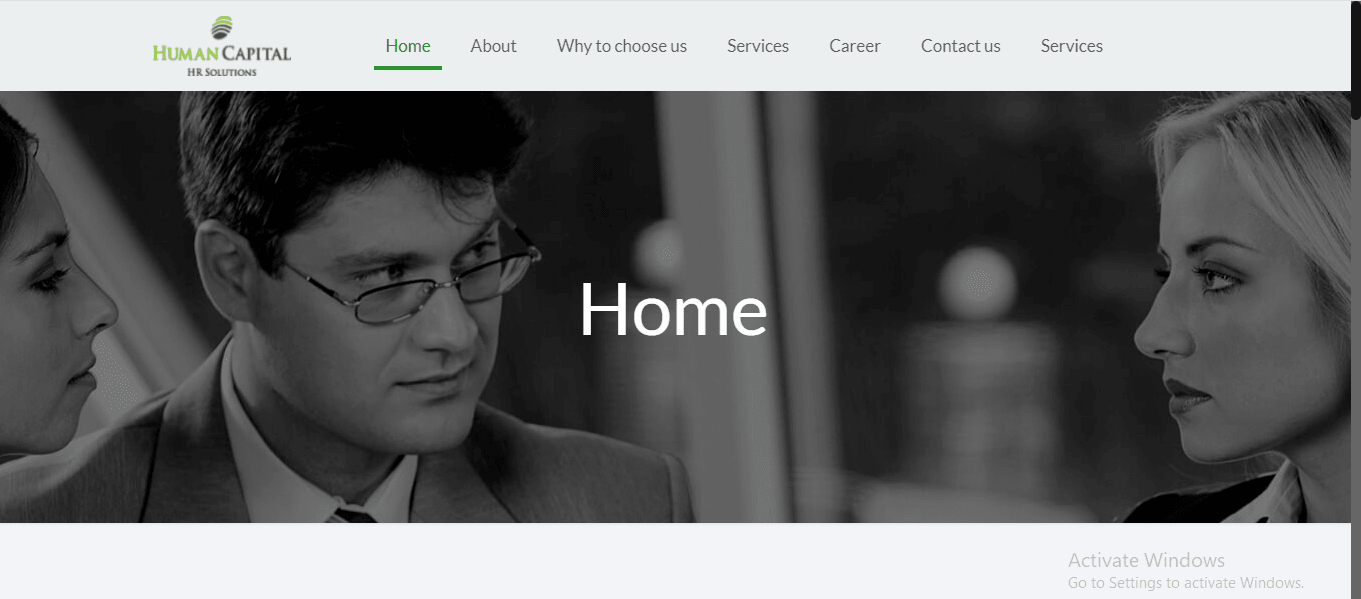 HUMAN CAPITAL
HR SOLUTIONS
Home About Why to choose us Services Career Contact us Services
Home
Activate Windows
Go to Settings to activate Windows.